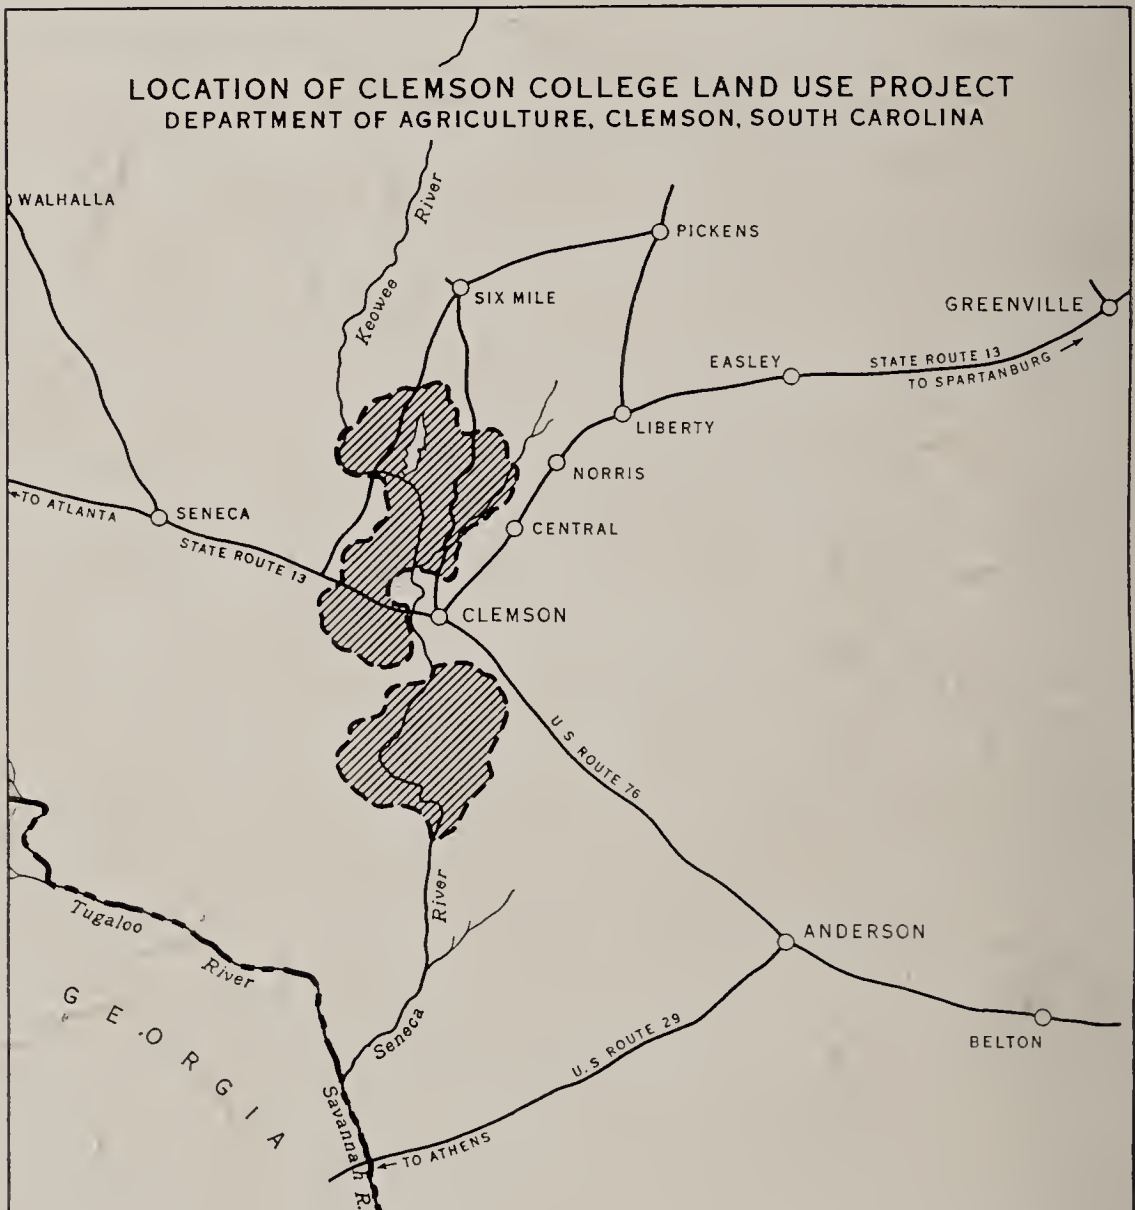 LOCATION OF CLEMSON COLLEGE LAND USE PROJECT
DEPARTMENT OF AGRICULTURE, CLEMSON, SOUTH CAROLINA
WALHALLA
Keowee River
PICKENS
SIX MILE
GREENVILLE
EASLEY
STATE ROUTE 13
TO SPARTANBURG
LIBERTY
NORRIS
TO ATLANTA
SENECA
CENTRAL
STATE ROUTE 13
CLEMSON
U S ROUTE 76
Tugaloo River
Seneca River
ANDERSON
GEORGIA
U.S ROUTE 29
BELTON
Savannah R.
TO ATHENS